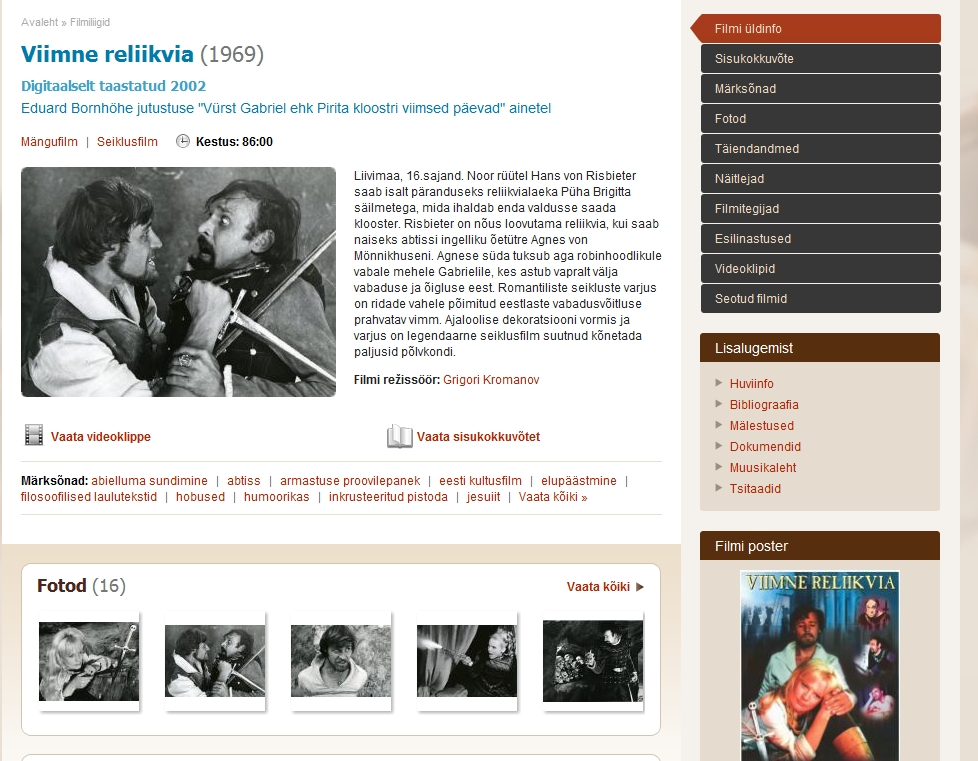 Avaleht » Filmiliigid
Viimne reliikvia (1969)
Digitaalselt taastatud 2002
Eduard Bornhöhe jutustuse "Vürst Gabriel ehk Pirita kloostri viimsed päevad" ainetel
Mängufilm | Seiklusfilm Kestus: 86:00
Liivimaa, 16.sajand. Noor rüütel Hans von Risbieter
saab isalt päranduseks reliikvialaeka Püha Brigitta
säilmetega, mida ihaldab enda valdusse saada
klooster. Risbieter on nõus loovutama reliikvia, kui saab
naiseks abtissi ingelliku õetütre Agnes von
Mönnikhuseni. Agnese süda tuksub aga robinhoodlikule
vabale mehele Gabrielile, kes astub vapralt välja
vabaduse ja õigluse eest. Romantiliste seikluste varjus
on ridade vahele põimitud eestlaste vabadusvõitluse
prahvatav vimm. Ajaloolise dekoratsiooni vormis ja
varjus on legendaarne seiklusfilm suutnud kõnetada
paljusid põlvkondi.
Filmi režissöör: Grigori Kromanov
Vaata videoklippe
Vaata sisukokkuvõtet
Märksõnad: abielluma sundimine | abtiss | armastuse proovilepanek | eesti kultusfilm | elupäästmine |
filosoofilised laulutekstid | hobused | humoorikas | inkrusteeritud pistoda | jesuiit | Vaata kõiki »
Fotod (16)
Vaata kõiki
Filmi üldinfo
Sisukokkuvõte
Märksõnad
Fotod
Täiendandmed
Näitlejad
Filmitegijad
Esilinastused
Videoklipid
Seotud filmid
Lisalugemist
Huviinfo
Bibliograafia
Mälestused
Dokumendid
Muusikaleht
Tsitaadid
Filmi poster
VIIMNE RELIIKVIA